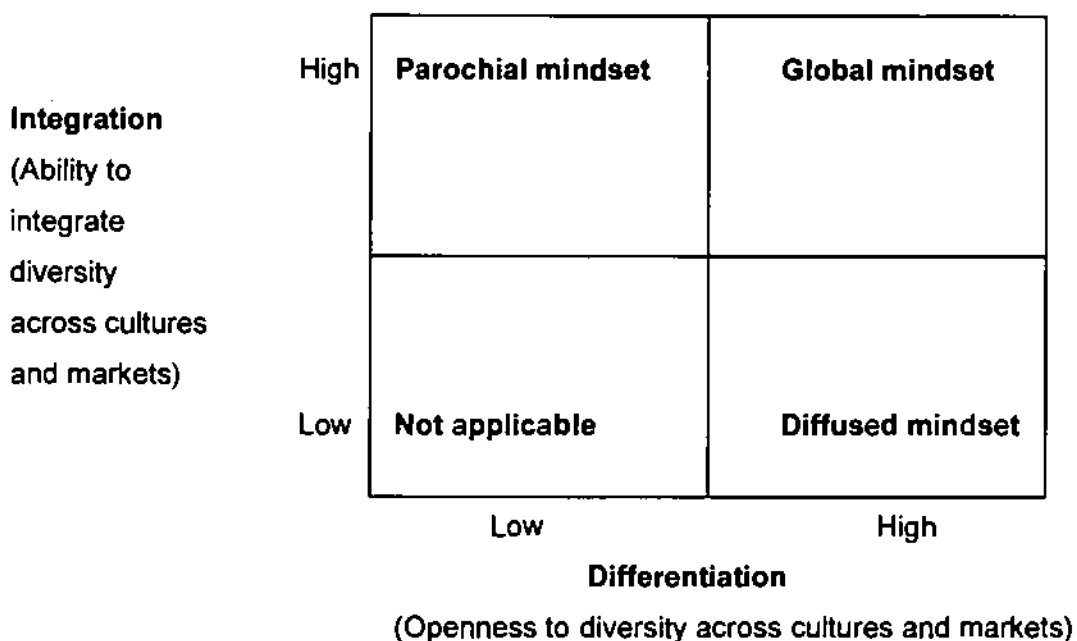 High
Parochial mindset
Global mindset
Integration
(Ability to
integrate
diversity
across cultures
and markets)
Low
Not applicable
Diffused mindset
Low
High
Differentiation
(Openness to diversity across cultures and markets)